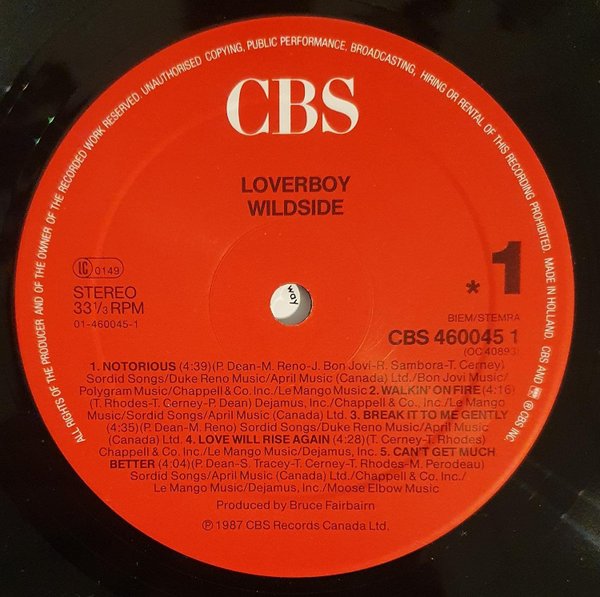 ALL RIGHTS OF THE PRODUCER AND OF THE OWNER OF THE RECORDED WORK RESERVED. UNAUTHORISED COPYING, PUBLIC PERFORMANCE, BROADCASTING, HIRING OR RENTAL OF THIS RECORDING PROHIBITED. MADE IN HOLLAND. CBS AND ® CBS INC.
CBS
LOVERBOY
WILDSIDE
LC 0149
STEREO
33 1/3 RPM
01-460045-1
* 1
BIEM/STEMRA
CBS 460045 1
(OC 40893)
WAY
1. NOTORIOUS (4:39)(P. Dean-M. Reno-J. Bon Jovi-R. Sambora-T. Cerney)
Sordid Songs/Duke Reno Music/April Music (Canada) Ltd./Bon Jovi Music/
Polygram Music/Chappell & Co. Inc./Le Mango Music 2. WALKIN' ON FIRE (4:16)
(T. Rhodes-T. Cerney-P. Dean) Dejamus, Inc./Chappell & Co. Inc./Le Mango
Music/Sordid Songs/April Music (Canada) Ltd. 3. BREAK IT TO ME GENTLY
(4:35) (P. Dean-M. Reno) Sordid Songs/Duke Reno Music/April Music
(Canada) Ltd. 4. LOVE WILL RISE AGAIN (4:28) (T. Cerney-T. Rhodes)
Chappell & Co. Inc./Le Mango Music/Dejamus, Inc. 5. CAN'T GET MUCH
BETTER (4:04)(P. Dean-S. Tracey-T. Cerney-T. Rhodes-M. Perodeau)
Sordid Songs/April Music (Canada) Ltd./Chappell & Co. Inc./
Le Mango Music/Dejamus, Inc./Moose Elbow Music
Produced by Bruce Fairbairn
℗ 1987 CBS Records Canada Ltd.